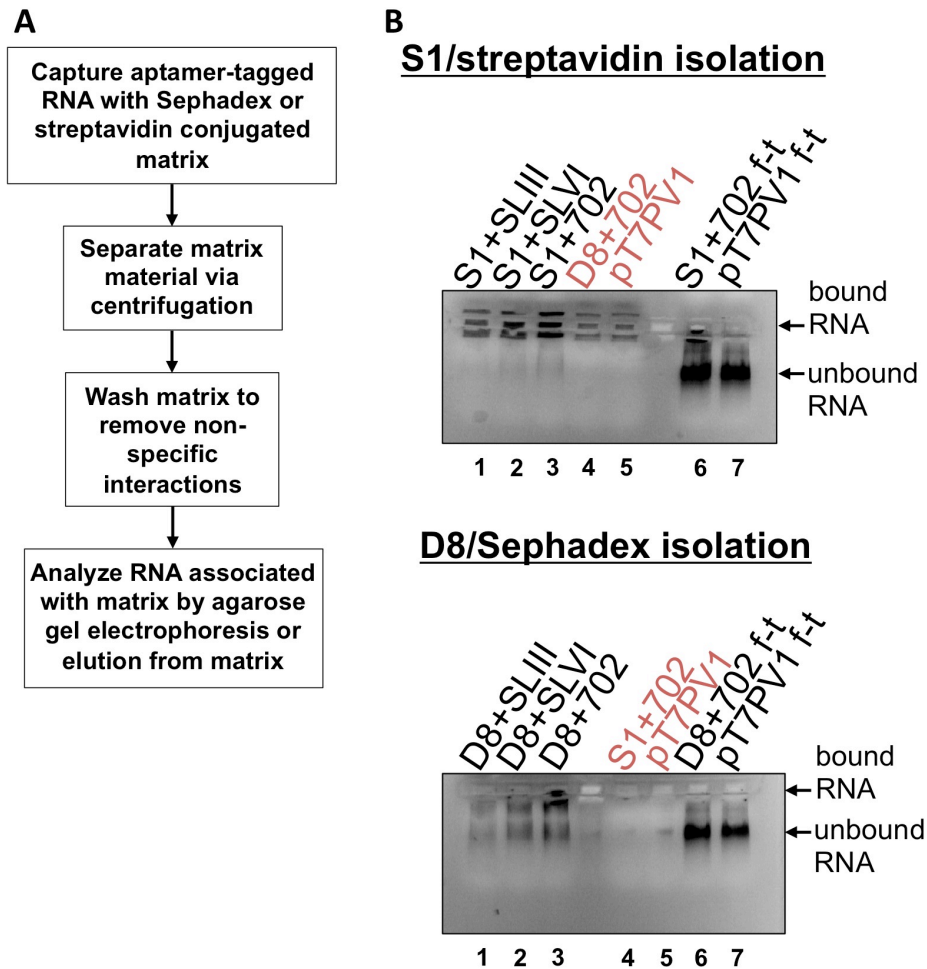 A
Capture aptamer-tagged
RNA with Sephadex or
streptavidin conjugated
matrix
Separate matrix
material via
centrifugation
Wash matrix to
remove non-
specific
interactions
Analyze RNA associated
with matrix by agarose
gel electrophoresis or
elution from matrix
B
S1/streptavidin isolation
S1+SLIII
S1+SLVI
S1+702
D8+702
pT7PV1
S1+702 f-t
pT7PV1 f-t
bound
RNA
unbound
RNA
1 2 3 4 5 6 7
D8/Sephadex isolation
D8+SLIII
D8+SLVI
D8+702
S1+702
pT7PV1
D8+702 f-t
pT7PV1 f-t
bound
RNA
unbound
RNA
1 2 3 4 5 6 7